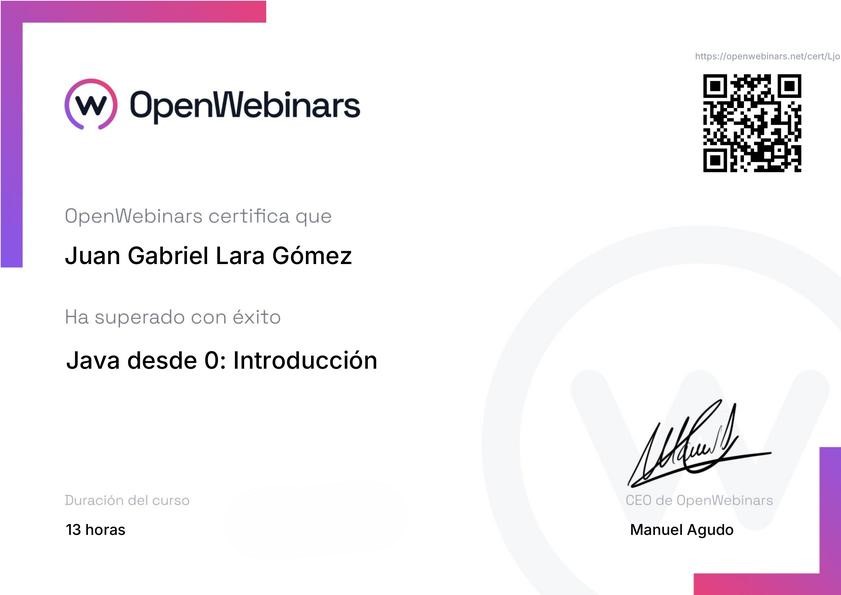 https://openwebinars.net/cert/Ljo
OpenWebinars
OpenWebinars certifica que
Juan Gabriel Lara Gómez
Ha superado con éxito
Java desde 0: Introducción
Duración del curso
13 horas
CEO de OpenWebinars
Manuel Agudo